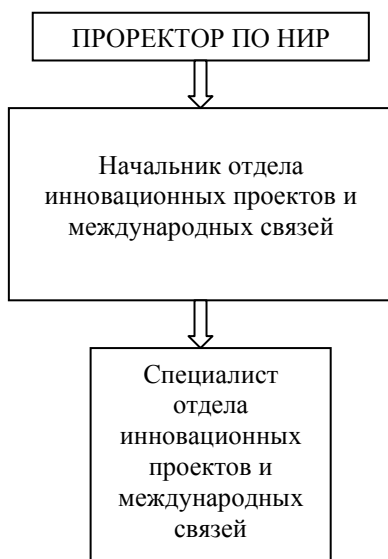 ПРОРЕКТОР ПО НИР
Начальник отдела
инновационных проектов и
международных связей
Специалист
отдела
инновационных
проектов и
международных
связей